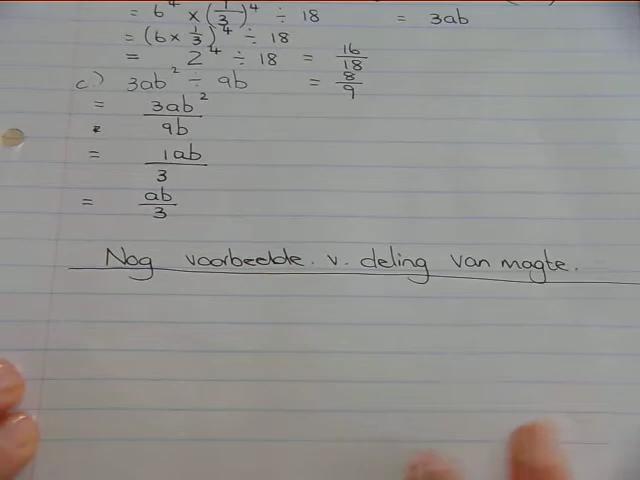 = 6⁴ × (1/3)⁴ ÷ 18 = 3ab
= (6 × 1/3)⁴ ÷ 18
= 2⁴ ÷ 18 = 16/18
= 8/9
c.) 3ab² ÷ 9b
= 3ab²/9b
= 1ab/3
= ab/3
Nog voorbeelde. v. deling van magte.